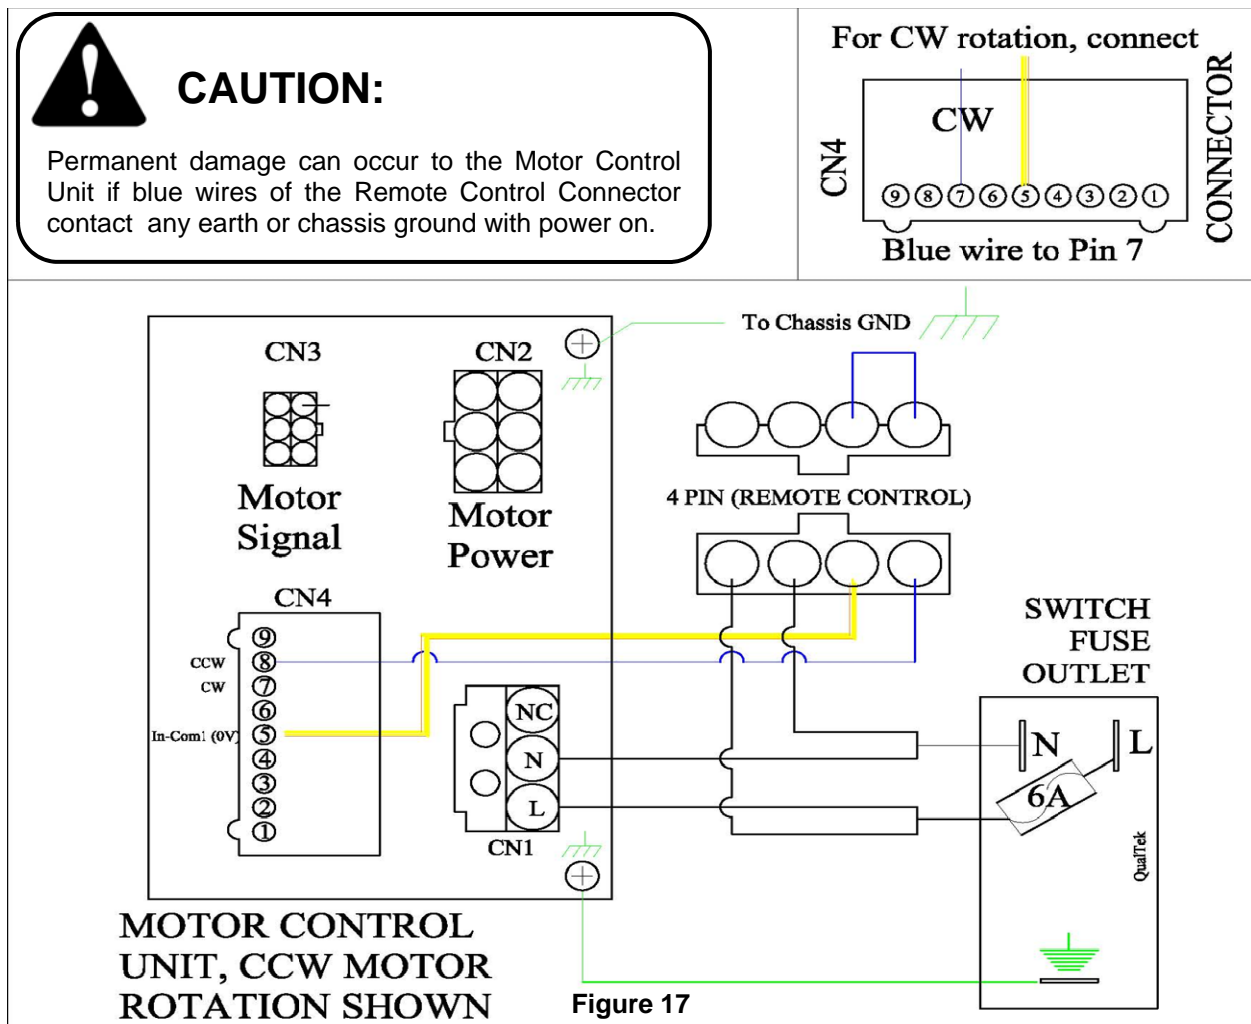 CAUTION:
Permanent damage can occur to the Motor Control
Unit if blue wires of the Remote Control Connector
contact any earth or chassis ground with power on.
For CW rotation, connect
CW
CN4
CONNECTOR
9 8 7 6 5 4 3 2 1
Blue wire to Pin 7
To Chassis GND
CN3
CN2
Motor
Signal
Motor
Power
4 PIN (REMOTE CONTROL)
CN4
9
CCW 8
CW 7
6
In-Com1 (0V) 5
4
3
2
1
NC
N
L
CN1
SWITCH
FUSE
OUTLET
N L
6A
QualTek
MOTOR CONTROL
UNIT, CCW MOTOR
ROTATION SHOWN
Figure 17